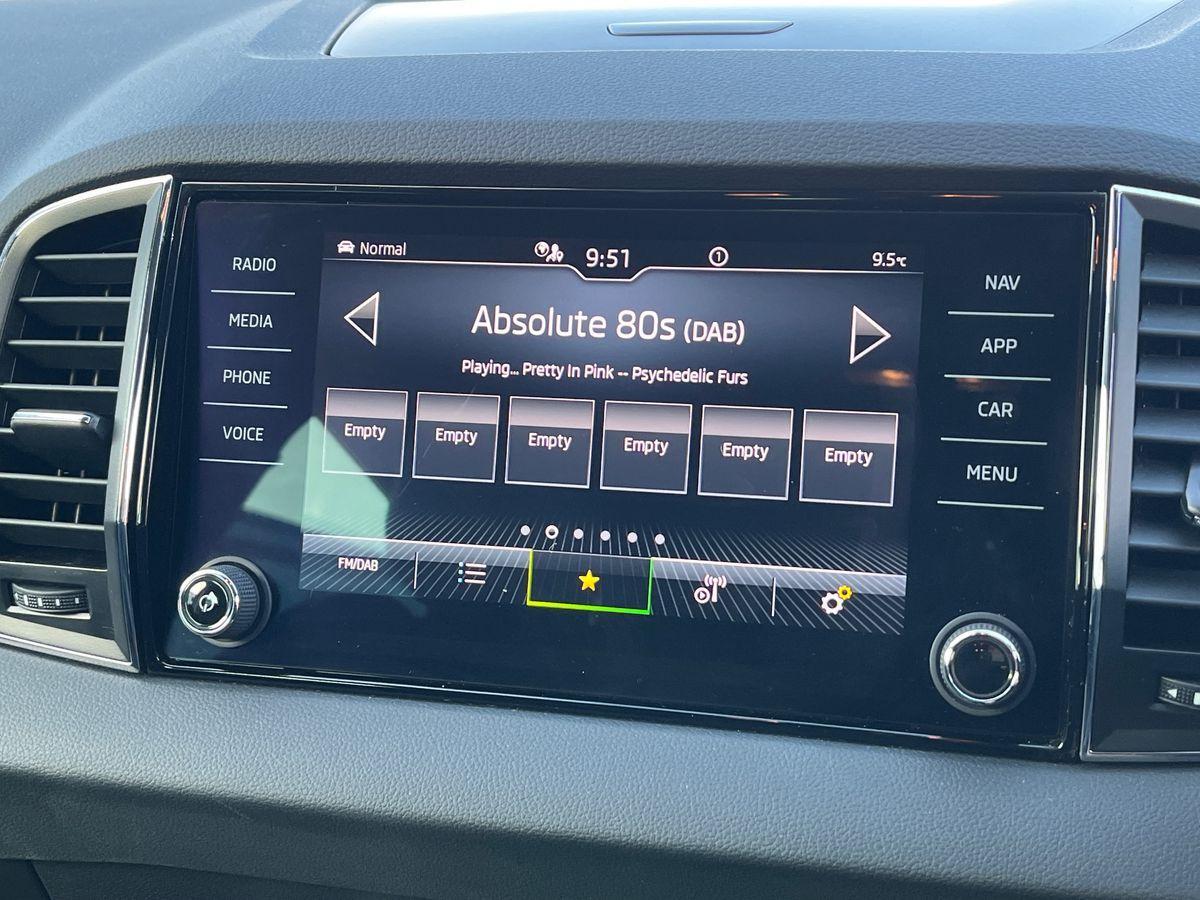 Normal
9:51
1
9.5°C
RADIO
MEDIA
PHONE
VOICE
Absolute 80s (DAB)
Playing... Pretty In Pink -- Psychedelic Furs
Empty Empty Empty Empty Empty Empty
FM/DAB
NAV
APP
CAR
MENU